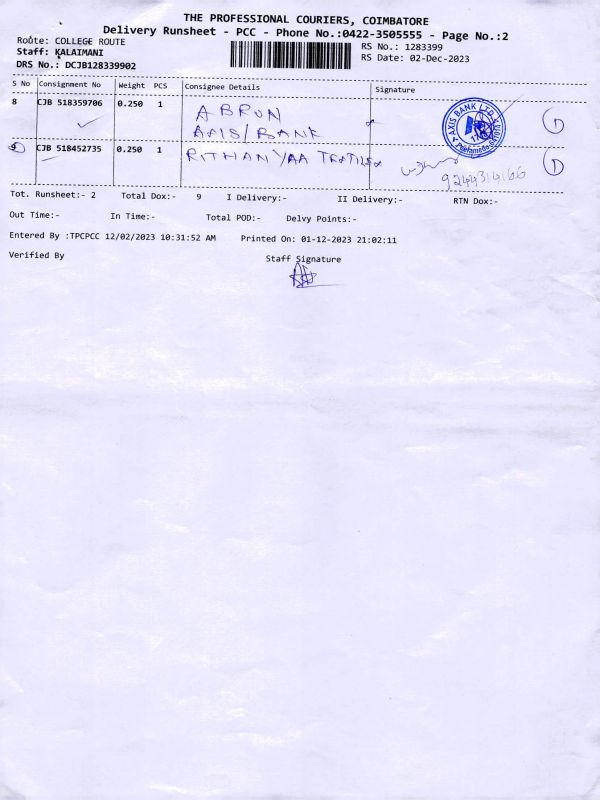 THE PROFESSIONAL COURIERS, COIMBATORE
Delivery Runsheet - PCC - Phone No.:0422-3505555 - Page No.:2
Route: COLLEGE ROUTE
RS No.: 1283399
Staff: KALAIMANI
RS Date: 02-Dec-2023
DRS No.: DCJB128339902
S No Consignment No Weight PCS Consignee Details Signature
8 CJB 518359706 0.250 1 ABRUN
AXIS/BANK
AXIS BANK LTD
D
9 CJB 518452735 0.250 1 RITHANYAA
9244314166
D
Tot. Runsheet:- 2 Total Dox:- 9 I Delivery:- II Delivery:- RTN Dox:-
Out Time:- In Time:- Total POD:- Delvy Points:-
Entered By :TPCPCC 12/02/2023 10:31:52 AM Printed On: 01-12-2023 21:02:11
Verified By Staff Signature